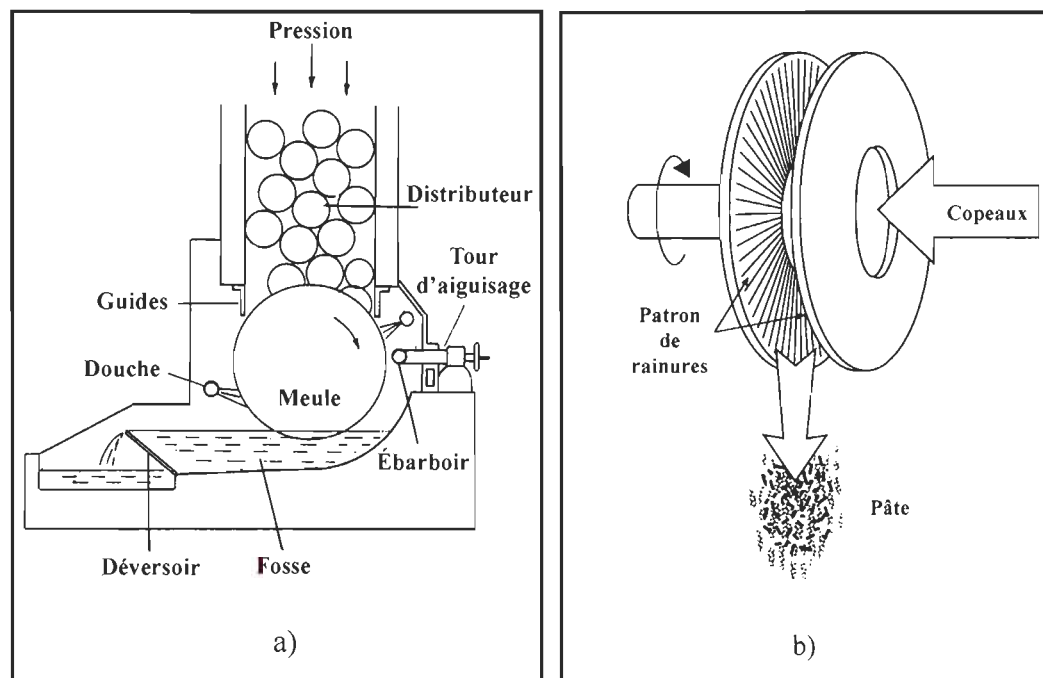 Pression
Distributeur
Tour
d'aiguisage
Guides
Douche
Meule
Ébarboir
Déversoir
Fosse
a)
Copeaux
Patron
de
rainures
Pâte
b)